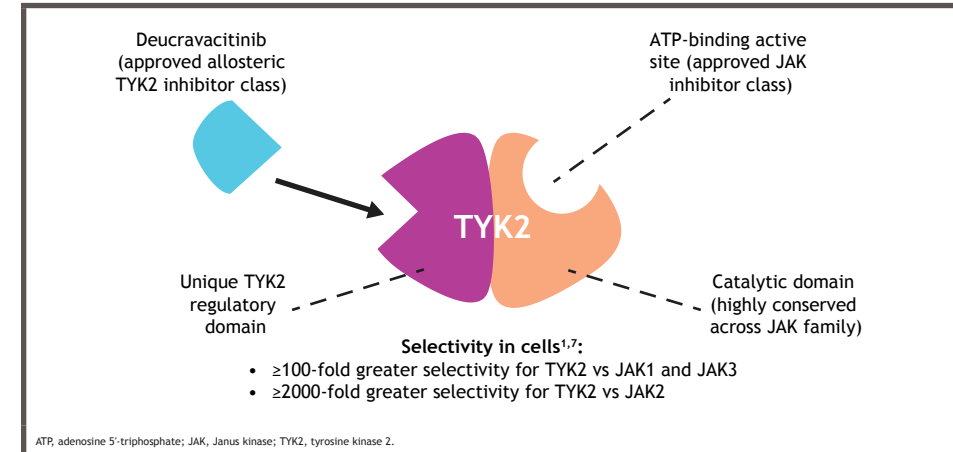 Deucravacitinib
(approved allosteric
TYK2 inhibitor class)
ATP-binding active
site (approved JAK
inhibitor class)
TYK2
Unique TYK2
regulatory
domain
Catalytic domain
(highly conserved
across JAK family)
Selectivity in cells¹,⁷:
• ≥100-fold greater selectivity for TYK2 vs JAK1 and JAK3
• ≥2000-fold greater selectivity for TYK2 vs JAK2
ATP, adenosine 5′-triphosphate; JAK, Janus kinase; TYK2, tyrosine kinase 2.